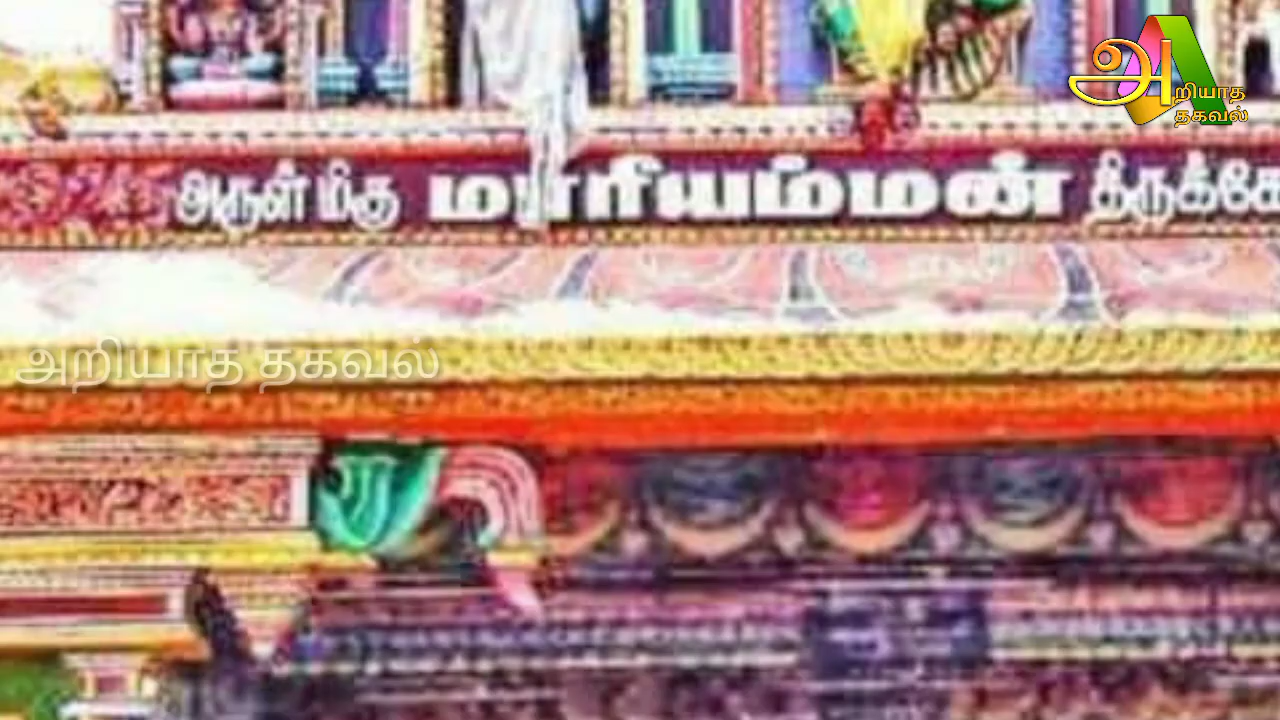 அறியாத
தகவல்
அருள் மிகு மாரியம்மன் திருக்கோ
அறியாத தகவல்